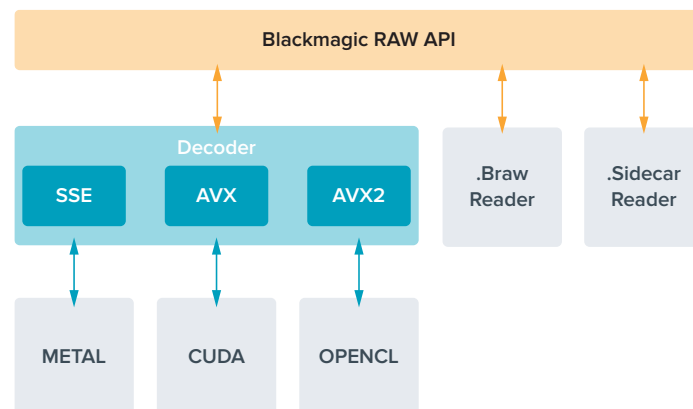 Blackmagic RAW API
Decoder
SSE
AVX
AVX2
.Braw
Reader
.Sidecar
Reader
METAL
CUDA
OPENCL